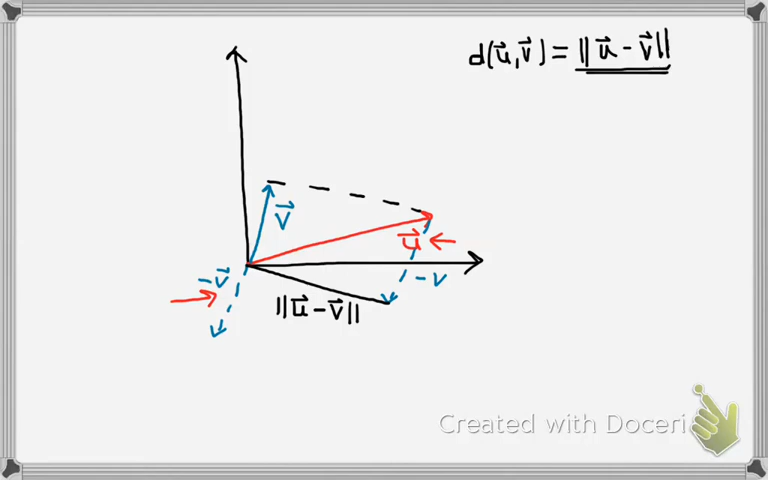 d(u⃗,v⃗) = ||u⃗ - v⃗||
v⃗
u⃗
-v⃗
-v
||u⃗ - v⃗||
Created with Doceri